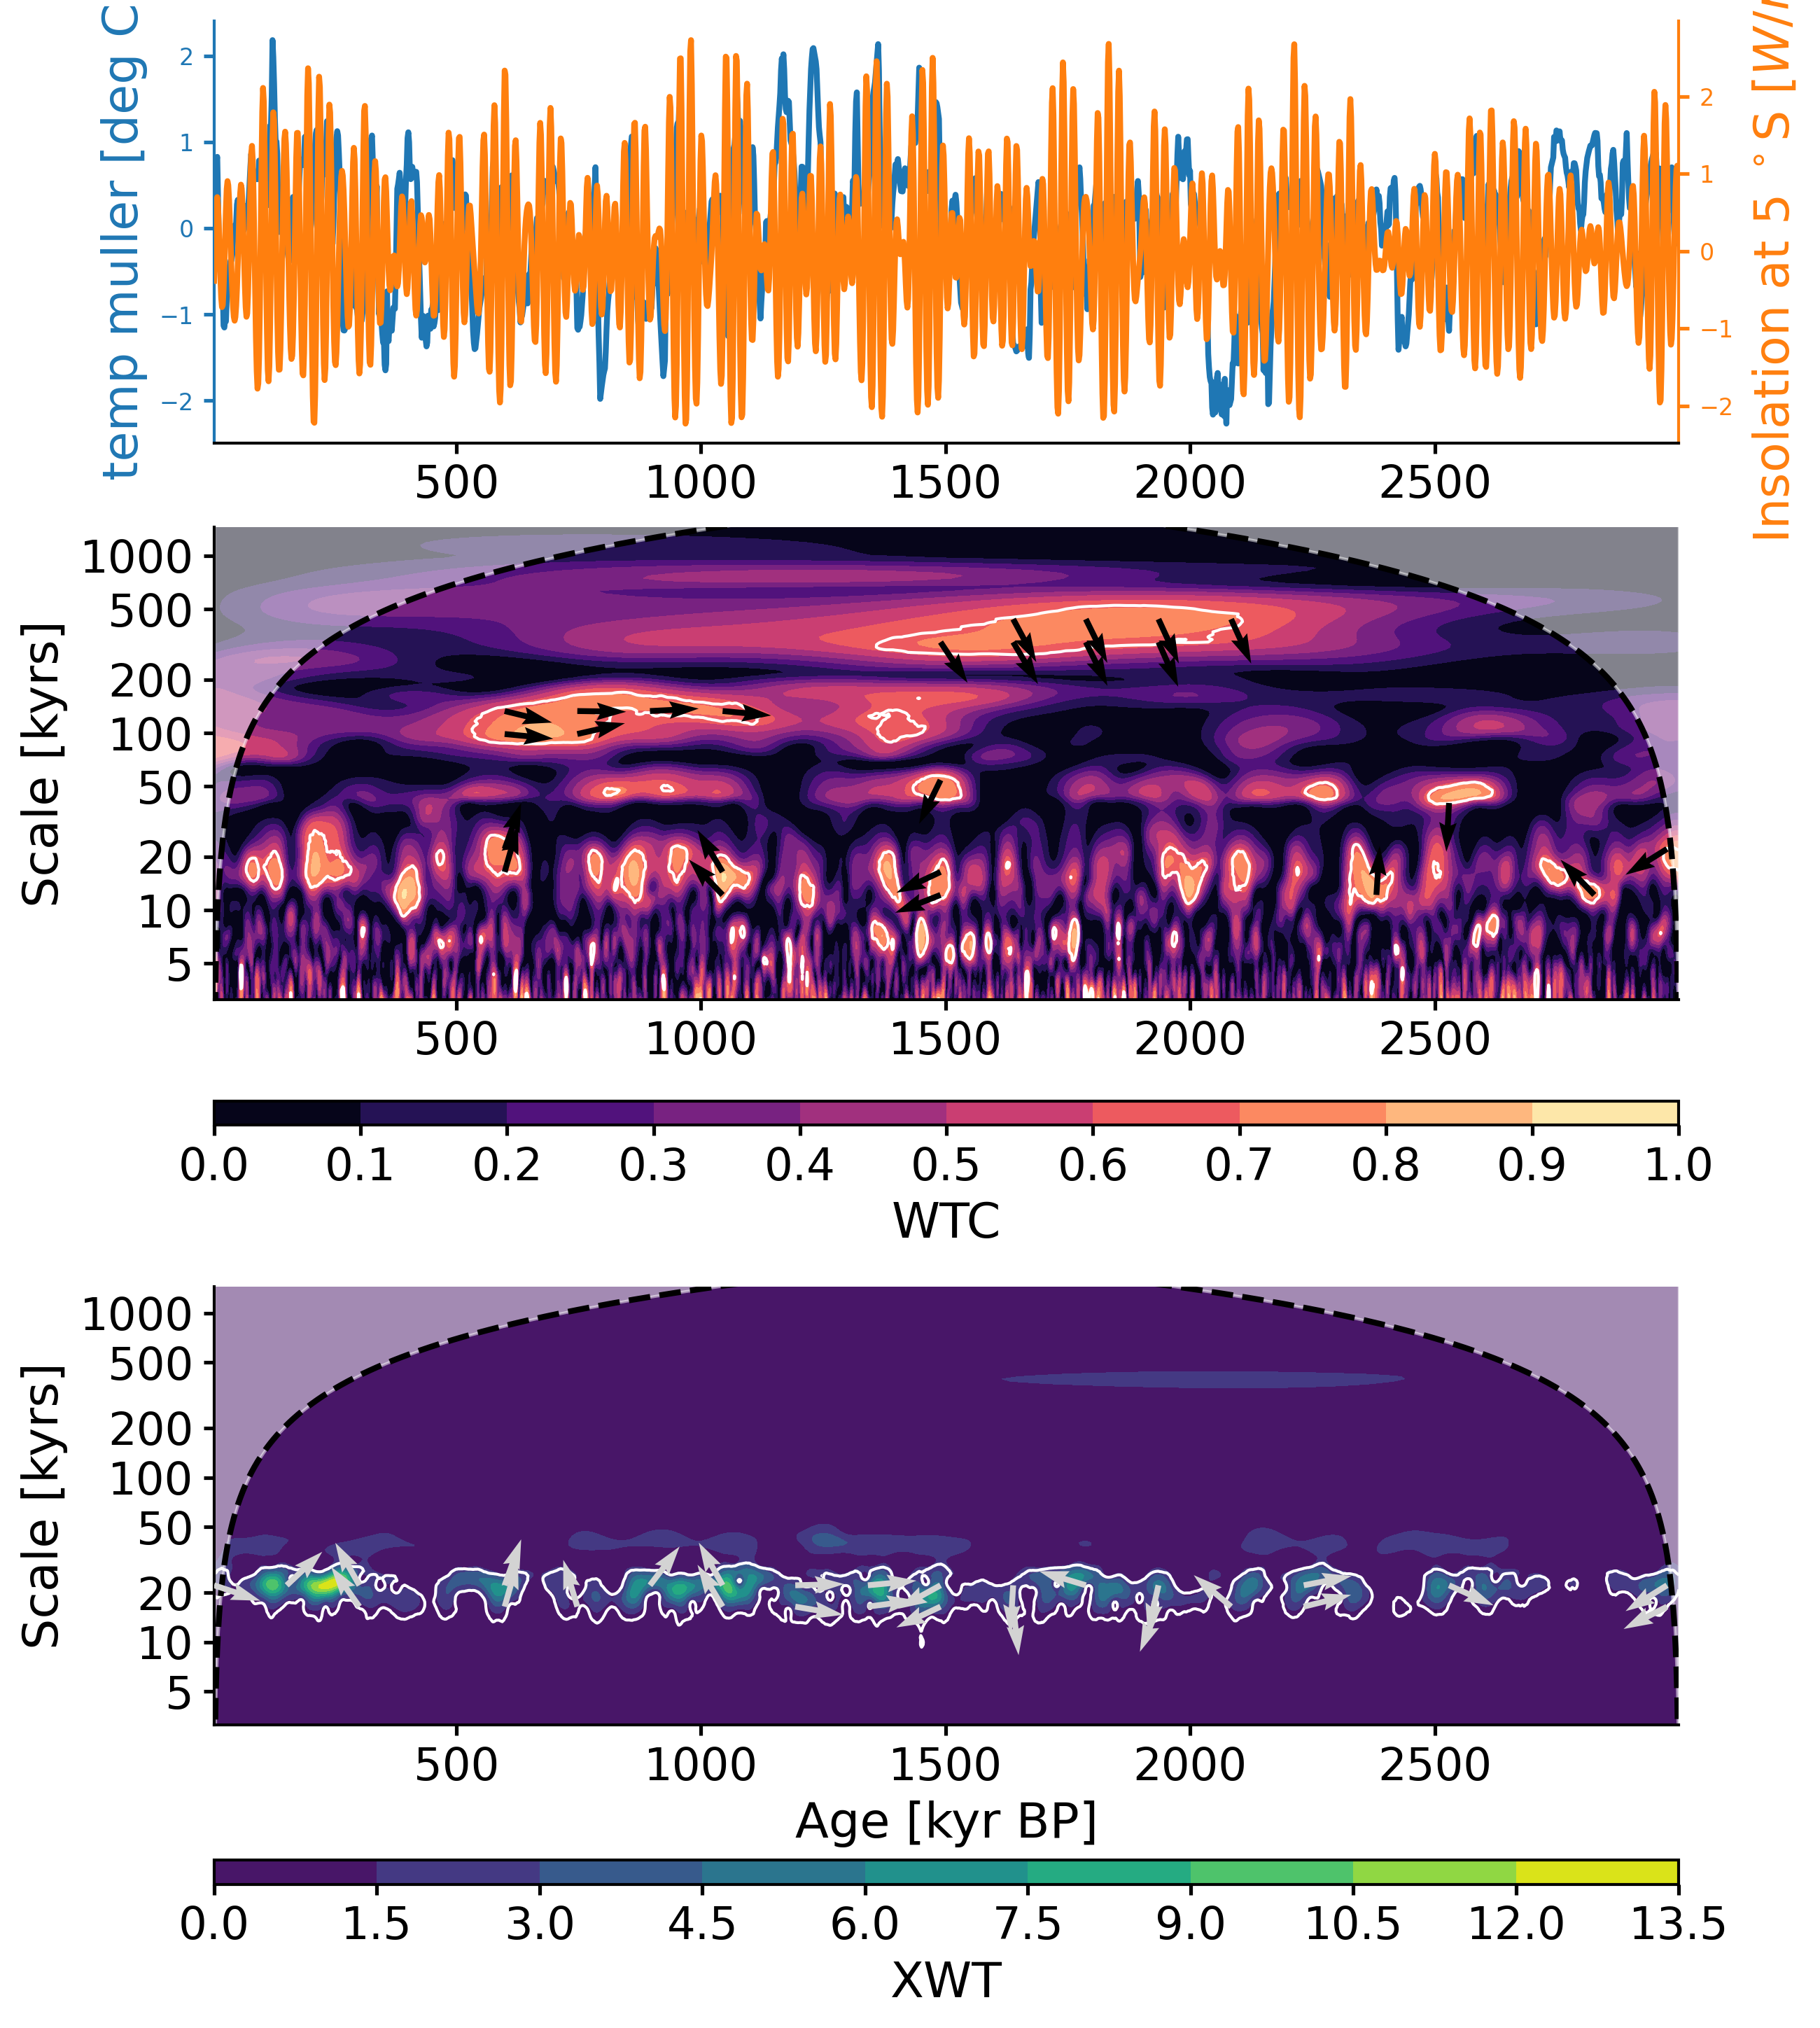 temp muller [deg C
2
1
0
−1
−2
Insolation at 5 ° S [W/
2
1
0
−1
−2
500 1000 1500 2000 2500
Scale [kyrs]
1000
500
200
100
50
20
10
5
500 1000 1500 2000 2500
0.0 0.1 0.2 0.3 0.4 0.5 0.6 0.7 0.8 0.9 1.0
WTC
Scale [kyrs]
1000
500
200
100
50
20
10
5
500 1000 1500 2000 2500
Age [kyr BP]
0.0 1.5 3.0 4.5 6.0 7.5 9.0 10.5 12.0 13.5
XWT